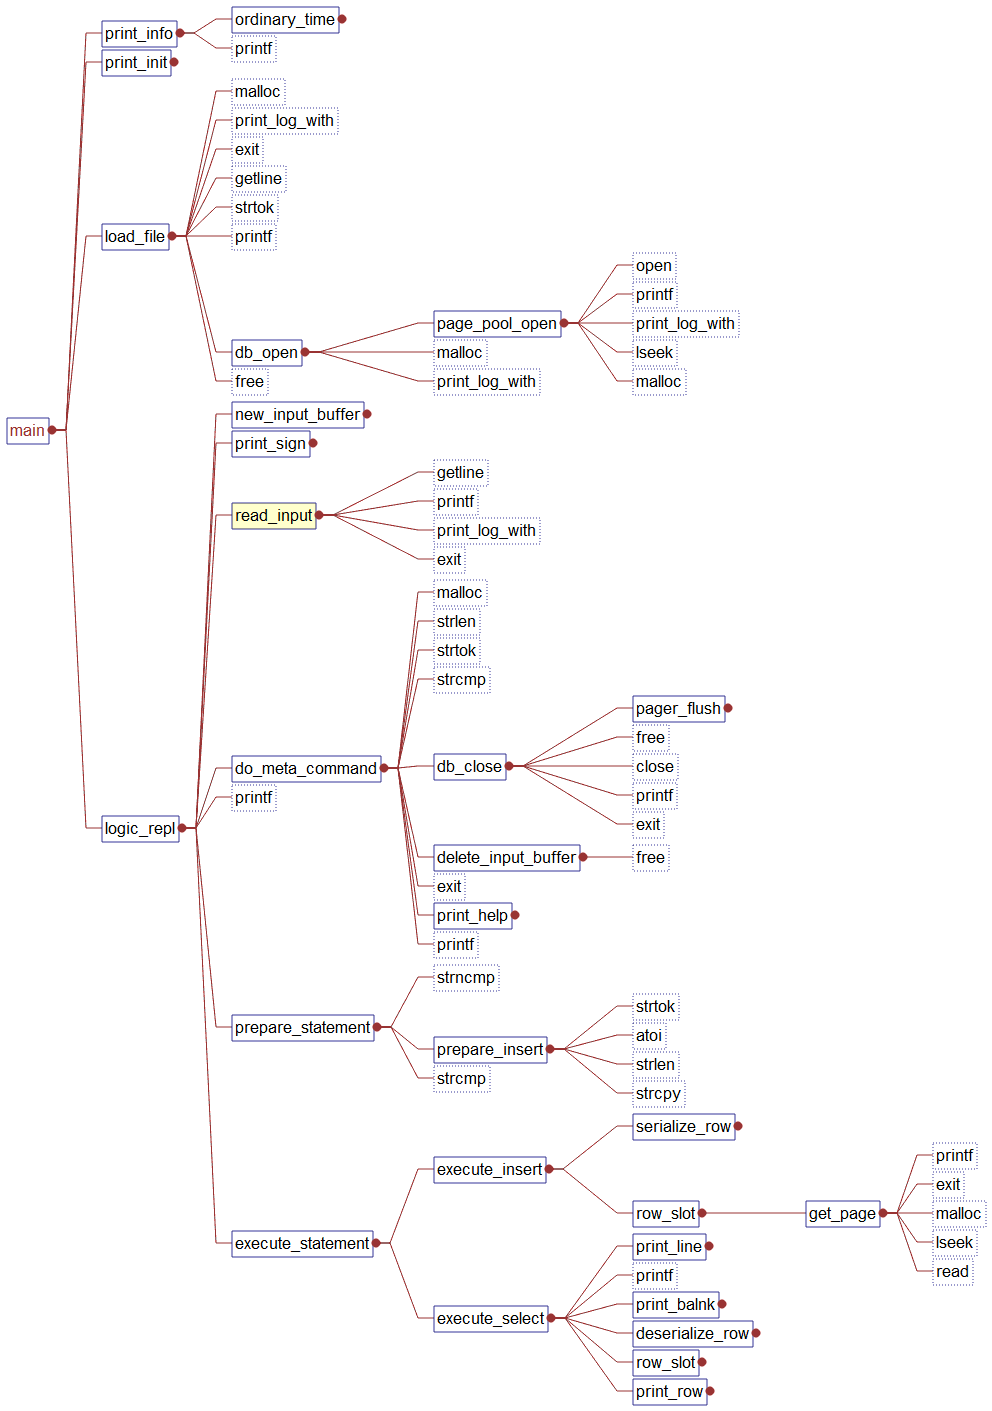 print_info
ordinary_time
printf
print_init
malloc
print_log_with
exit
getline
strtok
load_file
printf
open
printf
page_pool_open
print_log_with
db_open
malloc
lseek
free
print_log_with
malloc
new_input_buffer
main
print_sign
getline
printf
read_input
print_log_with
exit
malloc
strlen
strtok
strcmp
pager_flush
free
do_meta_command
db_close
close
printf
printf
logic_repl
exit
delete_input_buffer
free
exit
print_help
printf
strncmp
strtok
prepare_statement
atoi
prepare_insert
strlen
strcmp
strcpy
serialize_row
printf
execute_insert
exit
row_slot
get_page
malloc
execute_statement
print_line
lseek
printf
read
print_balnk
execute_select
deserialize_row
row_slot
print_row